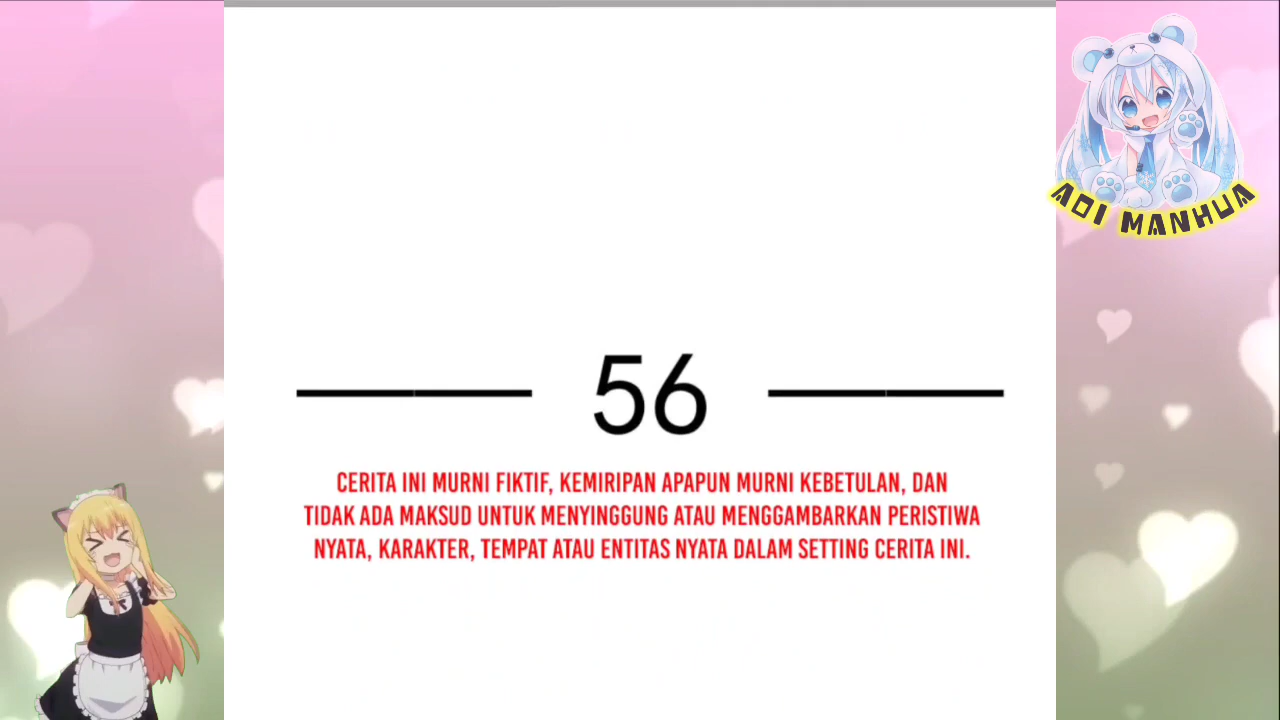 AOI MANHUA
56
CERITA INI MURNI FIKTIF, KEMIRIPAN APAPUN MURNI KEBETULAN, DAN
TIDAK ADA MAKSUD UNTUK MENYINGGUNG ATAU MENGGAMBARKAN PERISTIWA
NYATA, KARAKTER, TEMPAT ATAU ENTITAS NYATA DALAM SETTING CERITA INI.